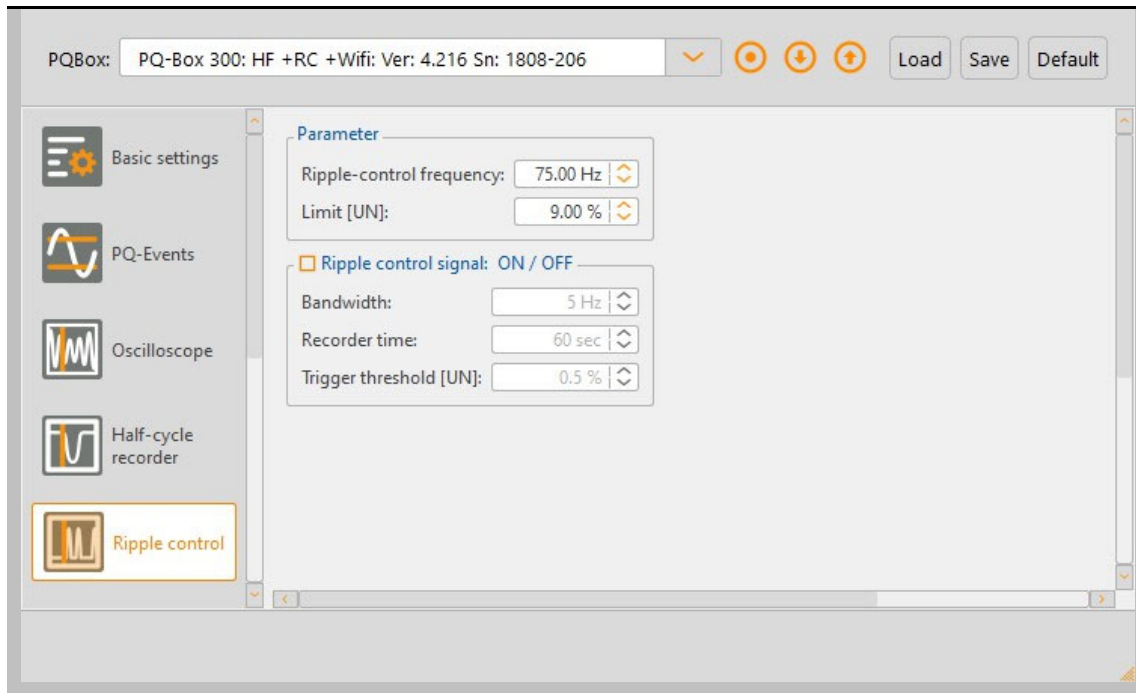 PQBox: PQ-Box 300: HF +RC +Wifi: Ver: 4.216 Sn: 1808-206 Load Save Default
Basic settings
PQ-Events
Oscilloscope
Half-cycle
recorder
Ripple control
Parameter
Ripple-control frequency: 75.00 Hz
Limit [UN]: 9.00 %
Ripple control signal: ON / OFF
Bandwidth: 5 Hz
Recorder time: 60 sec
Trigger threshold [UN]: 0.5 %